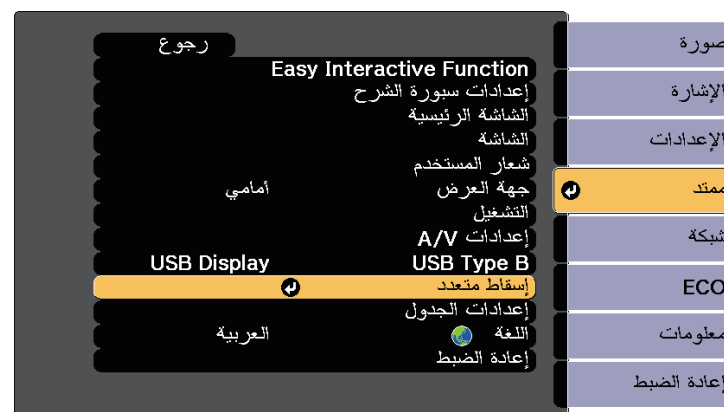 رجوع
Easy Interactive Function
إعدادات سبورة الشرح
الشاشة الرئيسية
الشاشة
شعار المستخدم
جهة العرض أمامي
التشغيل
إعدادات A/V
USB Type B USB Display
إسقاط متعدد
إعدادات الجدول
اللغة العربية
إعادة الضبط
صورة
الإشارة
الإعدادات
ممتد
شبكة
ECO
معلومات
إعادة الضبط